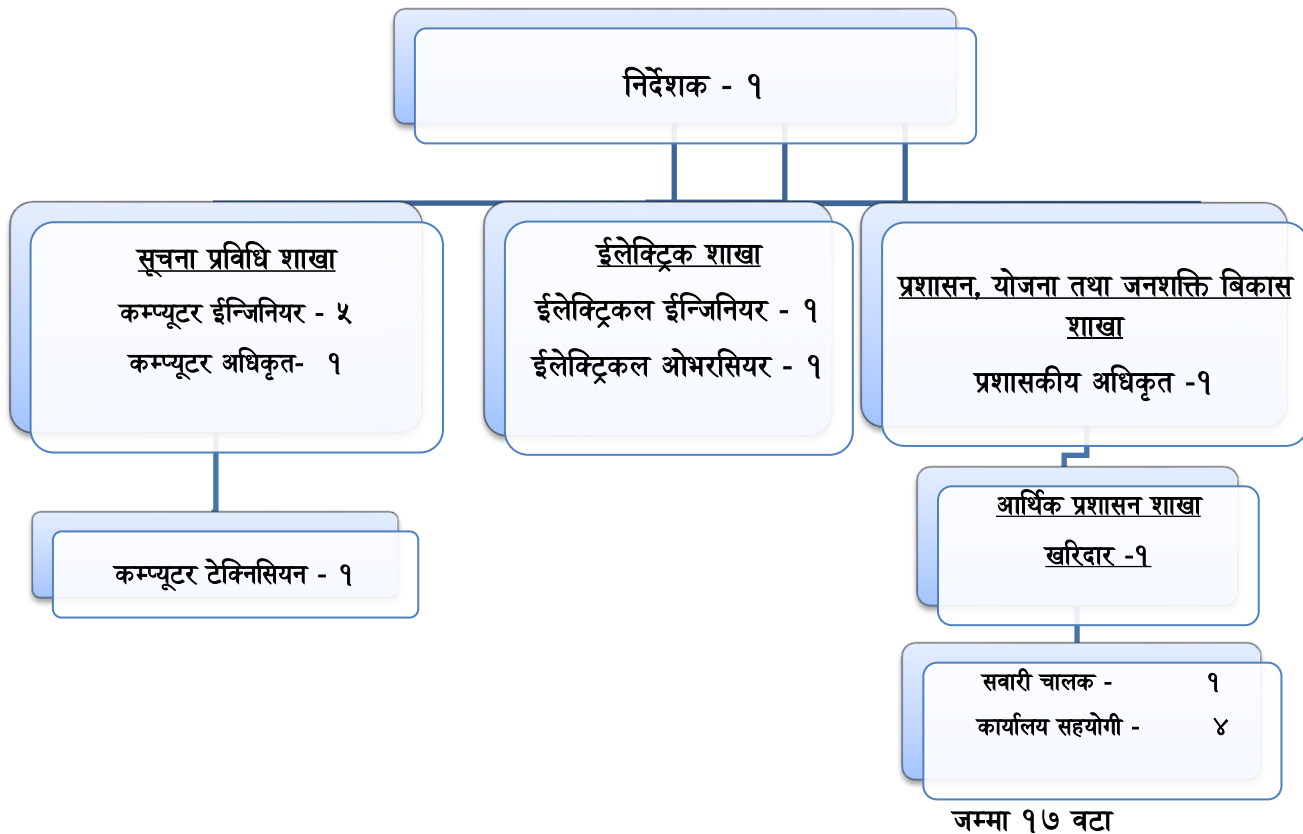 निर्देशक - १
सूचना प्रविधि शाखा
कम्प्यूटर ईन्जिनियर - ५
कम्प्यूटर अधिकृत- १
ईलेक्ट्रिक शाखा
ईलेक्ट्रिकल ईन्जिनियर - १
ईलेक्ट्रिकल ओभरसियर - १
प्रशासन, योजना तथा जनशक्ति बिकास
शाखा
प्रशासकीय अधिकृत -१
कम्प्यूटर टेक्निसियन - १
आर्थिक प्रशासन शाखा
खरिदार -१
सवारी चालक - १
कार्यालय सहयोगी - ४
जम्मा १७ वटा